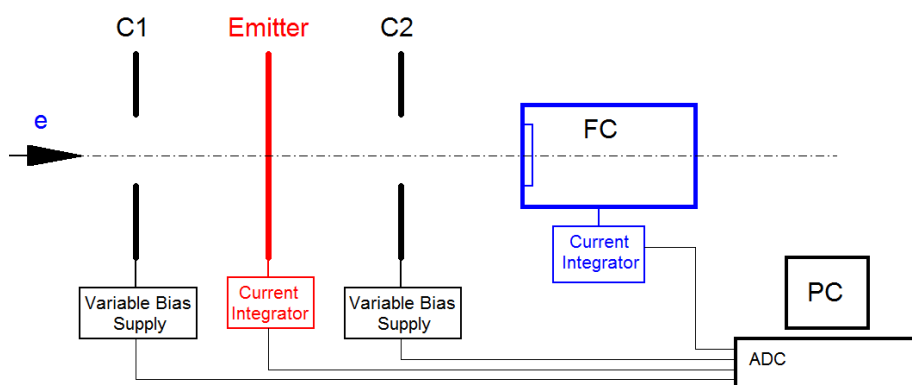 C1
Emitter
C2
e
FC
Current
Integrator
PC
Variable Bias
Supply
Current
Integrator
Variable Bias
Supply
ADC